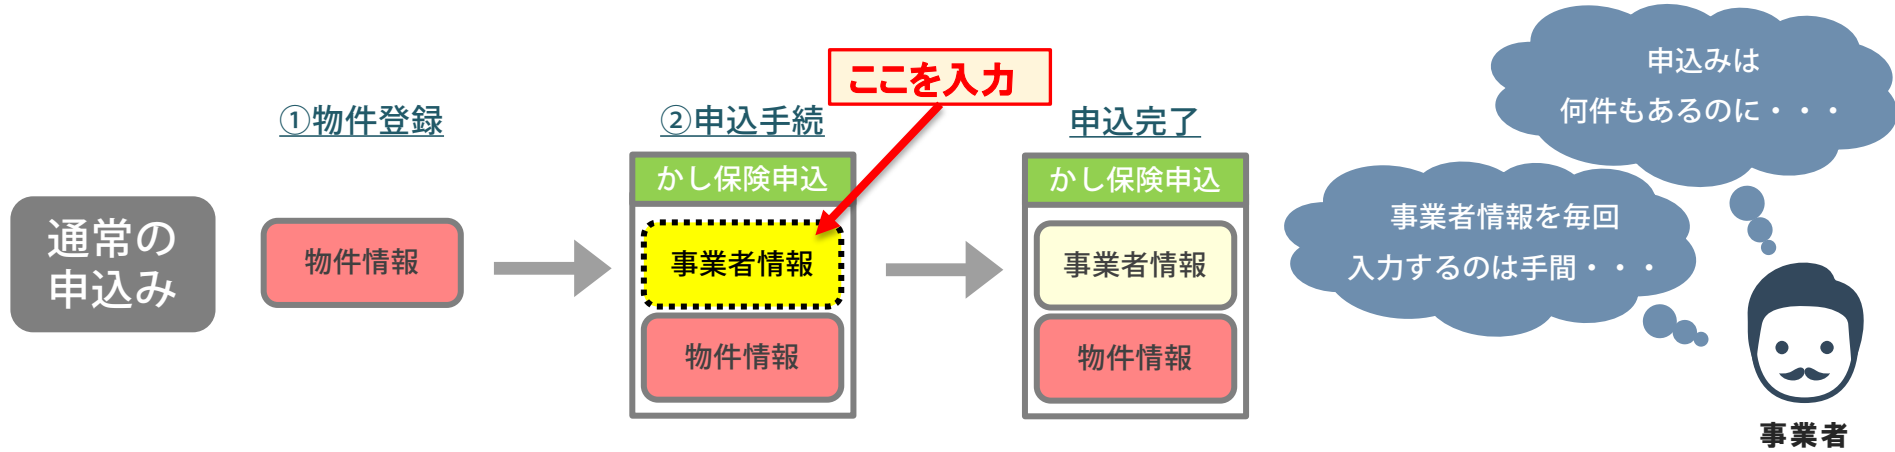 通常の
申込み
①物件登録
物件情報
②申込手続
ここを入力
かし保険申込
事業者情報
物件情報
申込完了
かし保険申込
事業者情報
物件情報
申込みは
何件もあるのに・・・
事業者情報を毎回
入力するのは手間・・・
事業者